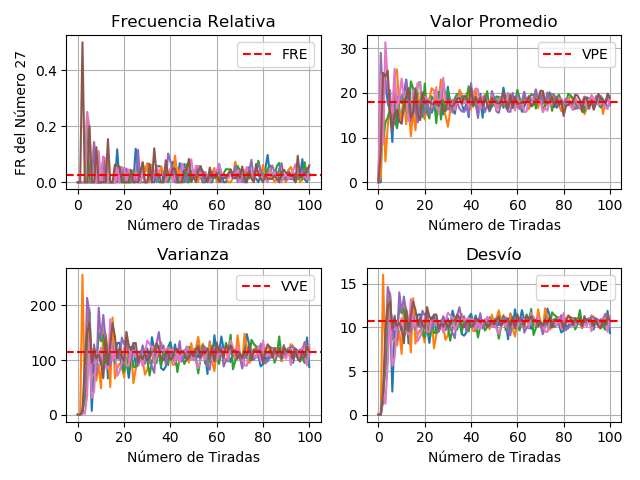 Frecuencia Relativa
FR del Número 27
0.4
0.2
0.0
FRE
0 20 40 60 80 100
Número de Tiradas
Valor Promedio
30
20
10
0
VPE
0 20 40 60 80 100
Número de Tiradas
Varianza
200
100
0
VVE
0 20 40 60 80 100
Número de Tiradas
Desvío
15
10
5
0
VDE
0 20 40 60 80 100
Número de Tiradas